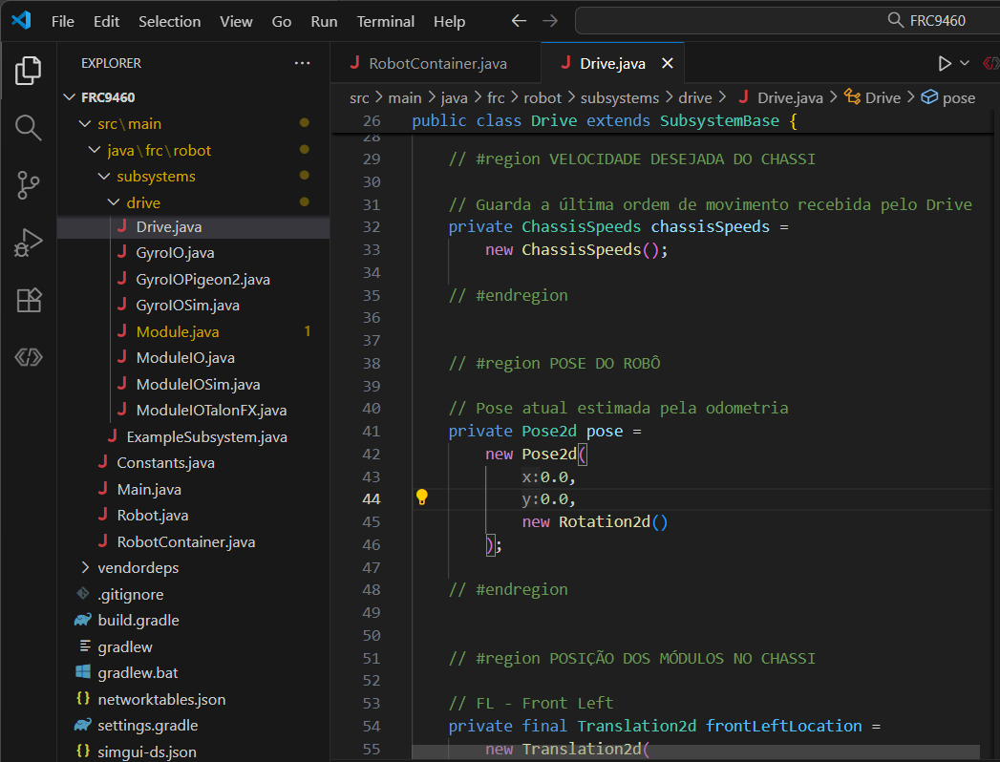 File Edit Selection View Go Run Terminal Help FRC9460
EXPLORER
FRC9460
src\main
java\frc\robot
subsystems
drive
Drive.java
GyroIO.java
GyroIOPigeon2.java
GyroIOSim.java
Module.java 1
ModuleIO.java
ModuleIOSim.java
ModuleIOTalonFX.java
ExampleSubsystem.java
Constants.java
Main.java
Robot.java
RobotContainer.java
vendordeps
.gitignore
build.gradle
gradlew
gradlew.bat
networktables.json
settings.gradle
simgui-ds.json
RobotContainer.java Drive.java
src > main > java > frc > robot > subsystems > drive > Drive.java > Drive > pose
26 public class Drive extends SubsystemBase {
28
29 // #region VELOCIDADE DESEJADA DO CHASSI
30
31 // Guarda a última ordem de movimento recebida pelo Drive
32 private ChassisSpeeds chassisSpeeds =
33 new ChassisSpeeds();
34
35 // #endregion
36
37
38 // #region POSE DO ROBÔ
39
40 // Pose atual estimada pela odometria
41 private Pose2d pose =
42 new Pose2d(
43 x:0.0,
44 y:0.0,
45 new Rotation2d()
46 );
47
48 // #endregion
49
50
51 // #region POSIÇÃO DOS MÓDULOS NO CHASSI
52
53 // FL - Front Left
54 private final Translation2d frontLeftLocation =
55 new Translation2d(